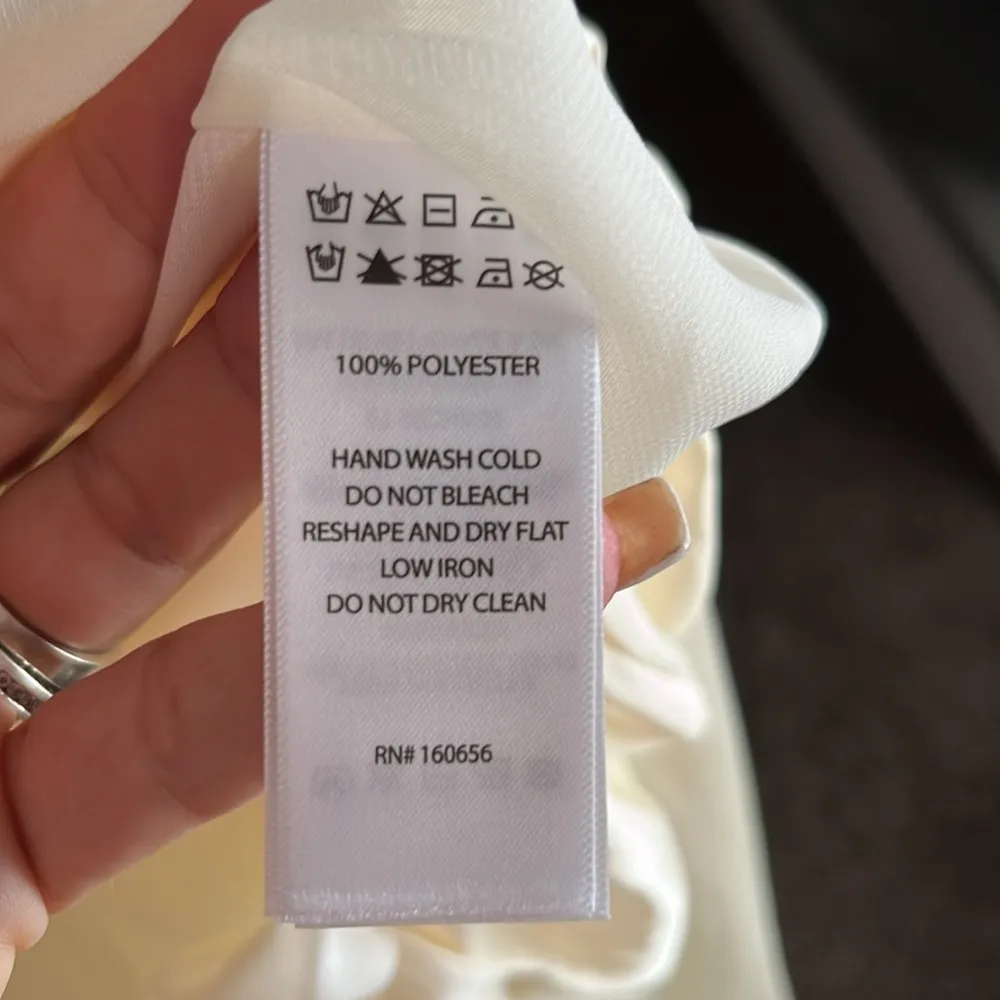 100% POLYESTER
HAND WASH COLD
DO NOT BLEACH
RESHAPE AND DRY FLAT
LOW IRON
DO NOT DRY CLEAN
RN# 160656